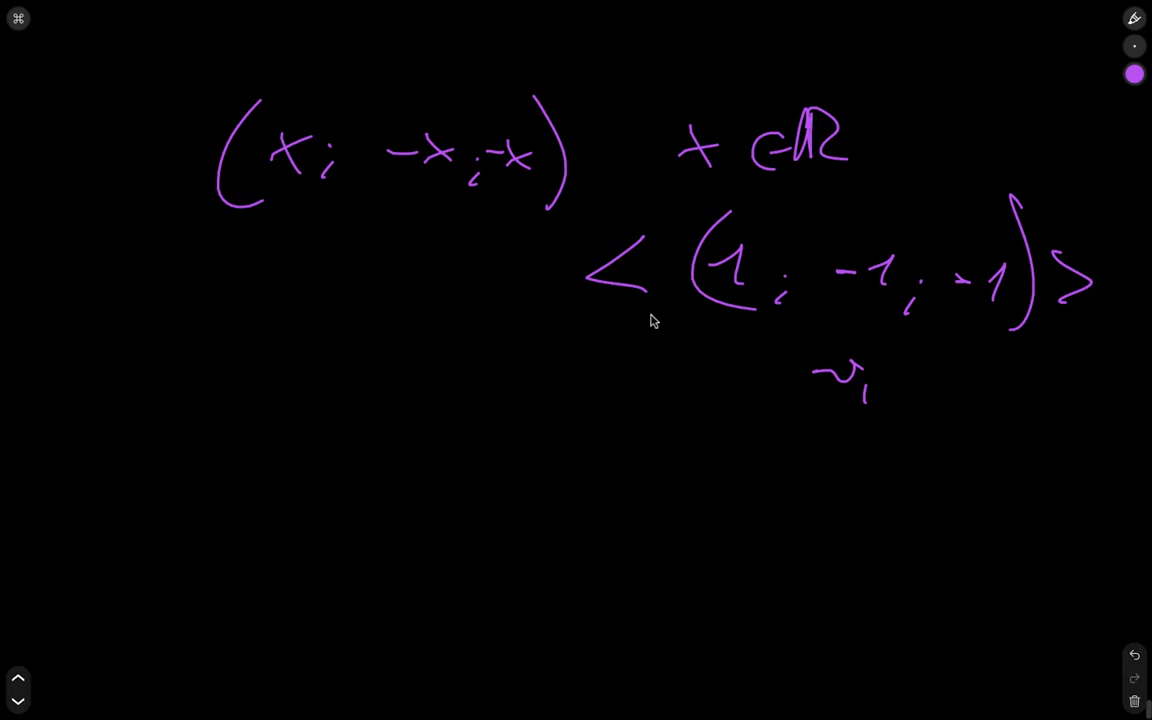 (x; -x; -x) x ∈ ℝ
< (1; -1; -1) >
v₁